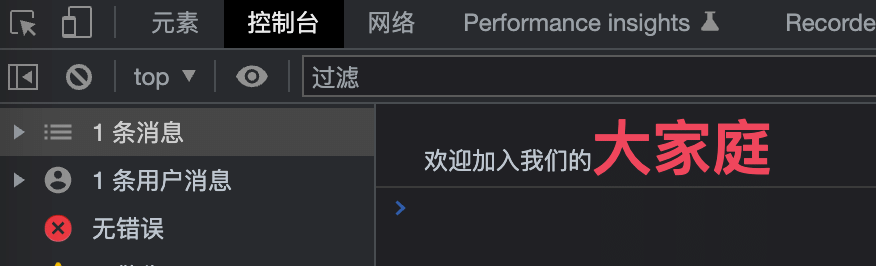 元素 控制台 网络 Performance insights Recorde
top 过滤
1 条消息
欢迎加入我们的大家庭
1 条用户消息
无错误